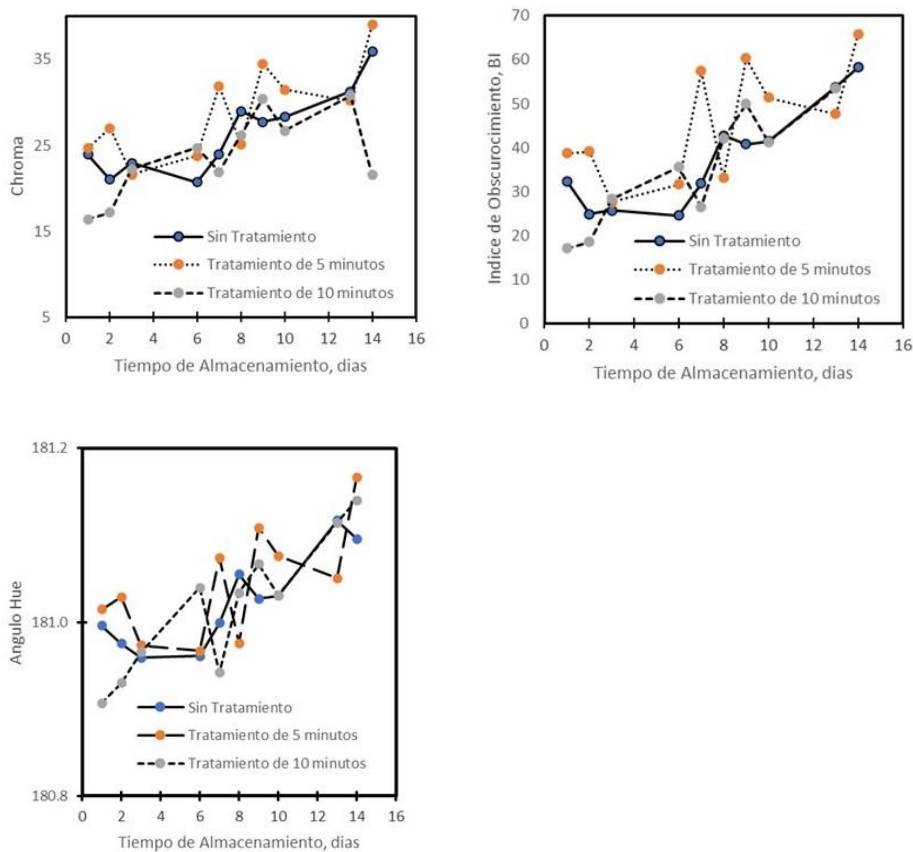 35
25
15
5
Chroma
Sin Tratamiento
Tratamiento de 5 minutos
Tratamiento de 10 minutos
0 2 4 6 8 10 12 14 16
Tiempo de Almacenamiento, dias
70
60
50
40
30
20
10
0
Indice de Obscurocimiento, BI
Sin Tratamiento
Tratamiento de 5 minutos
Tratamiento de 10 minutos
0 2 4 6 8 10 12 14 16
Tiempo de Almacenamiento, dias
181.2
181.0
180.8
Angulo Hue
Sin Tratamiento
Tratamiento de 5 minutos
Tratamiento de 10 minutos
0 2 4 6 8 10 12 14 16
Tiempo de Almacenamiento, dias